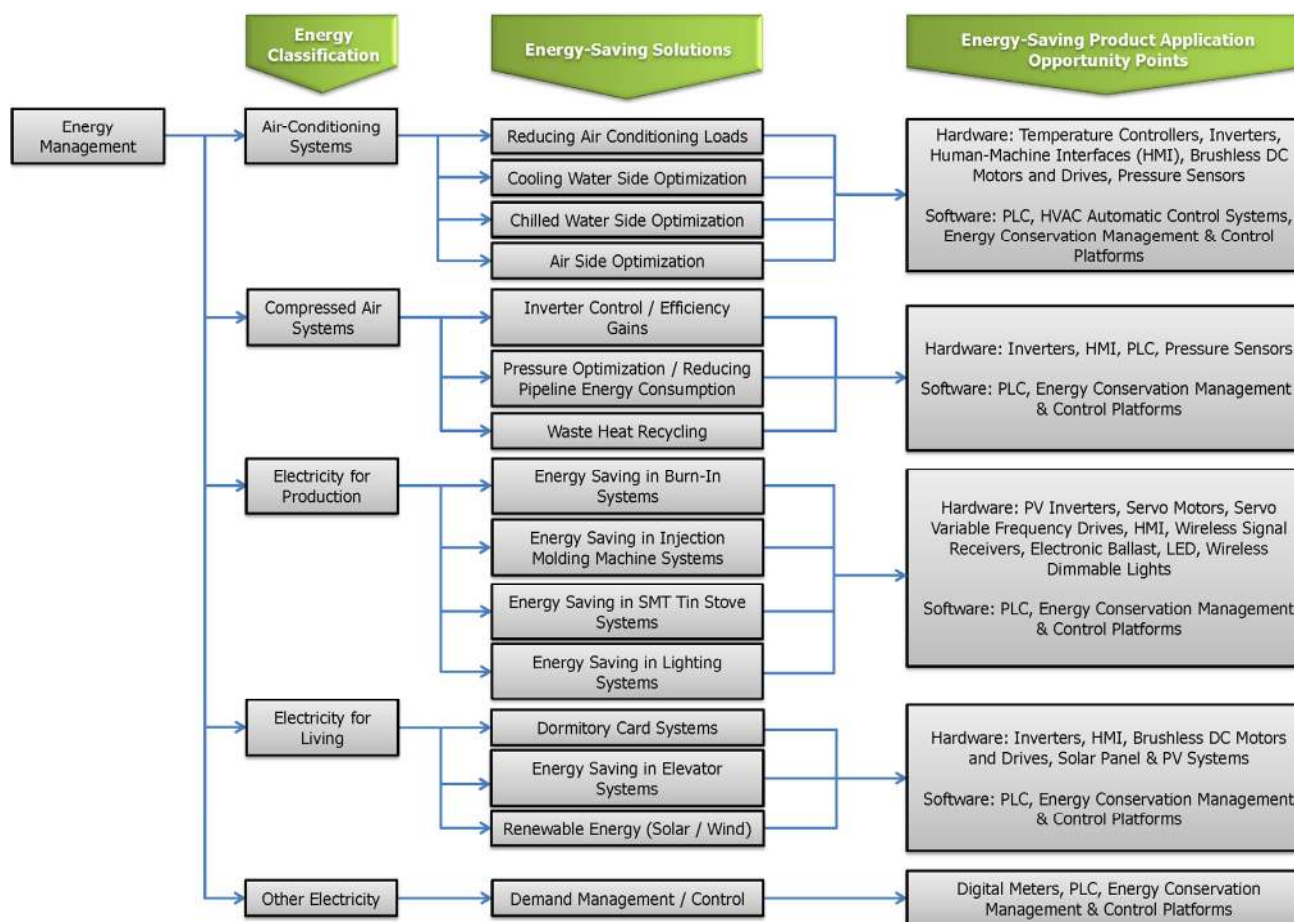 Energy
Classification
Energy-Saving Solutions
Energy-Saving Product Application
Opportunity Points
Energy
Management
Air-Conditioning
Systems
Reducing Air Conditioning Loads
Cooling Water Side Optimization
Chilled Water Side Optimization
Air Side Optimization
Hardware: Temperature Controllers, Inverters,
Human-Machine Interfaces (HMI), Brushless DC
Motors and Drives, Pressure Sensors
Software: PLC, HVAC Automatic Control Systems,
Energy Conservation Management & Control
Platforms
Compressed Air
Systems
Inverter Control / Efficiency
Gains
Pressure Optimization / Reducing
Pipeline Energy Consumption
Waste Heat Recycling
Hardware: Inverters, HMI, PLC, Pressure Sensors
Software: PLC, Energy Conservation Management
& Control Platforms
Electricity for
Production
Energy Saving in Burn-In
Systems
Energy Saving in Injection
Molding Machine Systems
Energy Saving in SMT Tin Stove
Systems
Energy Saving in Lighting
Systems
Hardware: PV Inverters, Servo Motors, Servo
Variable Frequency Drives, HMI, Wireless Signal
Receivers, Electronic Ballast, LED, Wireless
Dimmable Lights
Software: PLC, Energy Conservation Management
& Control Platforms
Electricity for
Living
Dormitory Card Systems
Energy Saving in Elevator
Systems
Renewable Energy (Solar / Wind)
Hardware: Inverters, HMI, Brushless DC Motors
and Drives, Solar Panel & PV Systems
Software: PLC, Energy Conservation Management
& Control Platforms
Other Electricity
Demand Management / Control
Digital Meters, PLC, Energy Conservation
Management & Control Platforms